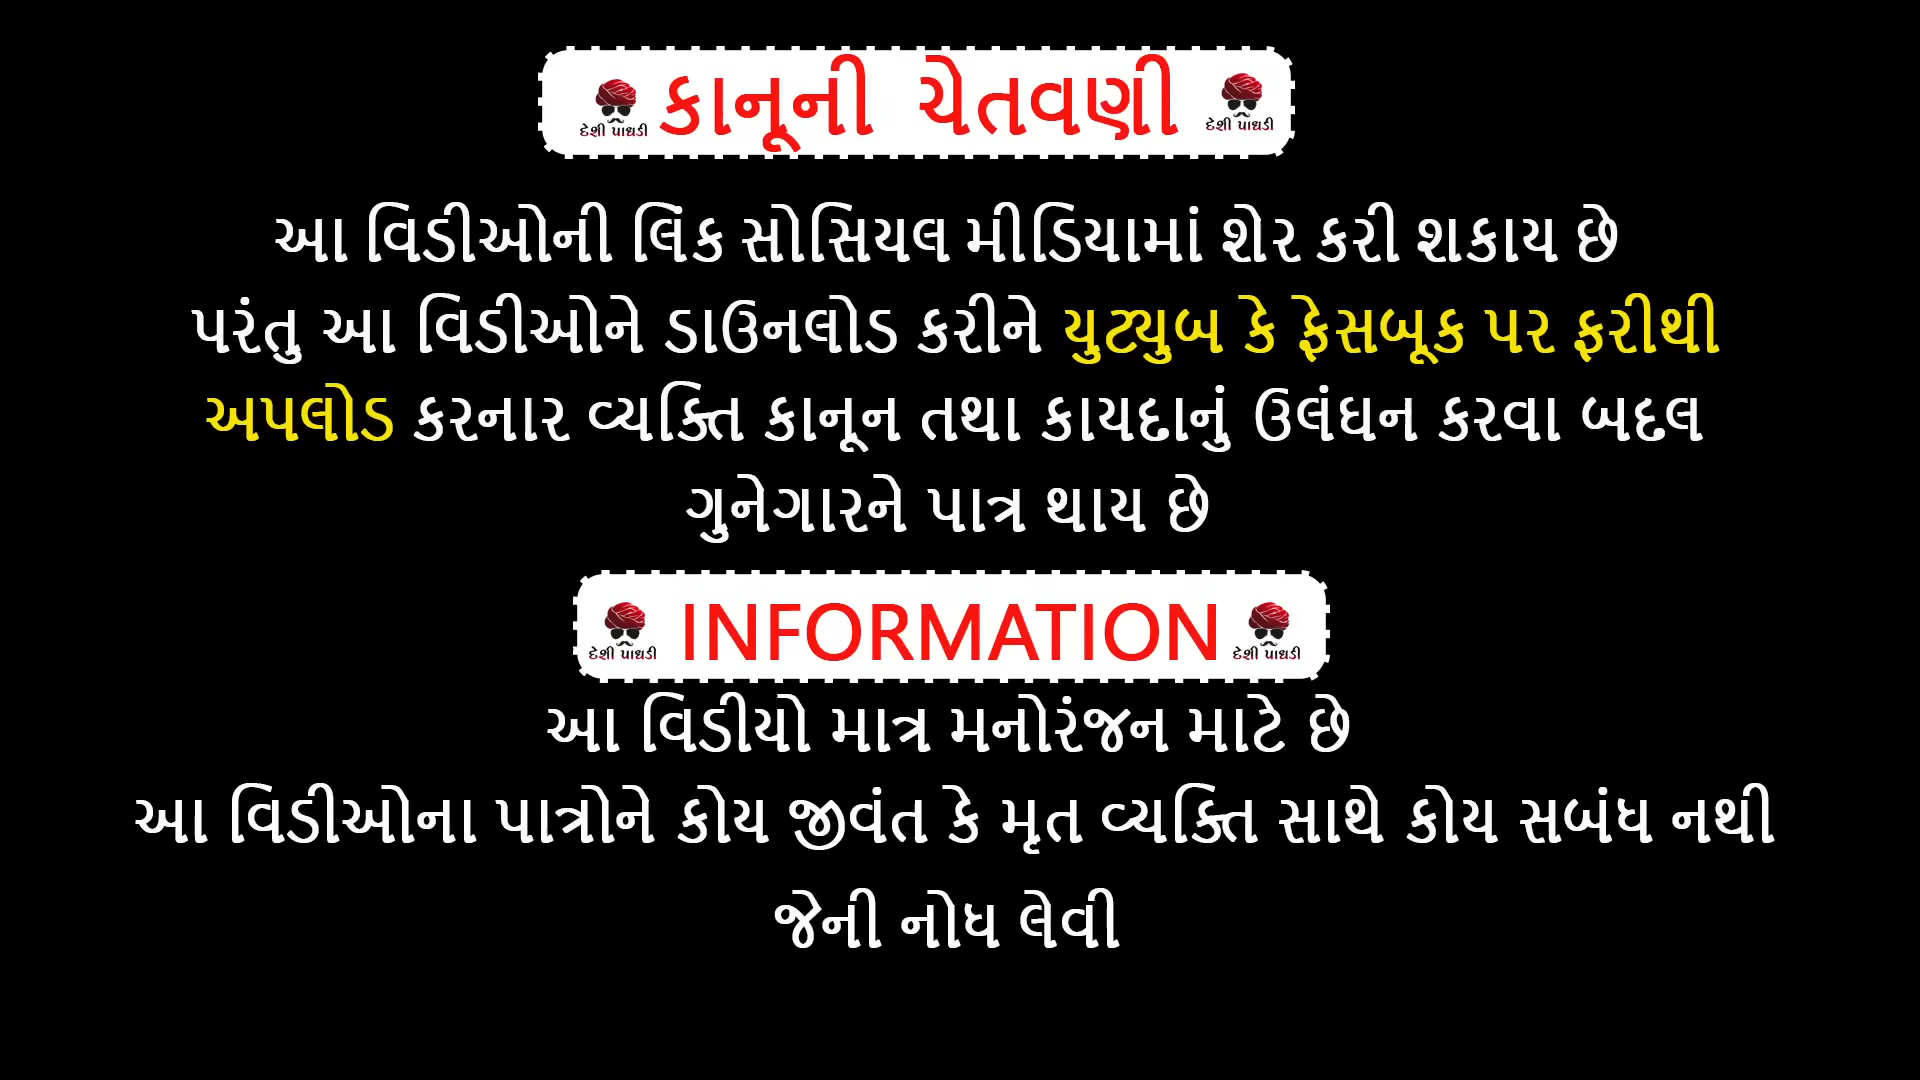 દેશી પાઘડી કાનૂની ચેતવણી દેશી પાઘડી
આ વિડીઓની લિંક સોસિયલ મીડિયામાં શેર કરી શકાય છે
પરંતુ આ વિડીઓને ડાઉનલોડ કરીને યુટ્યુબ કે ફેસબૂક પર ફરીથી
અપલોડ કરનાર વ્યક્તિ કાનૂન તથા કાયદાનું ઉલંઘન કરવા બદલ
ગુનેગારને પાત્ર થાય છે
દેશી પાઘડી INFORMATION દેશી પાઘડી
આ વિડીયો માત્ર મનોરંજન માટે છે
આ વિડીઓના પાત્રોને કોય જીવંત કે મૃત વ્યક્તિ સાથે કોય સબંધ નથી
જેની નોધ લેવી